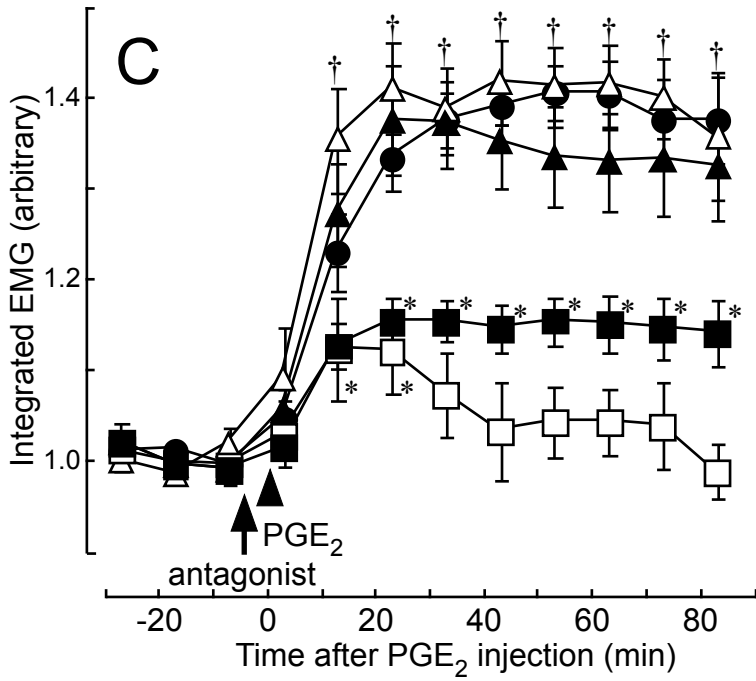 C
† † † † † † † †
Integrated EMG (arbitrary)
1.4
1.2
1.0
* * * * * * *
* *
PGE₂
antagonist
-20 0 20 40 60 80
Time after PGE₂ injection (min)